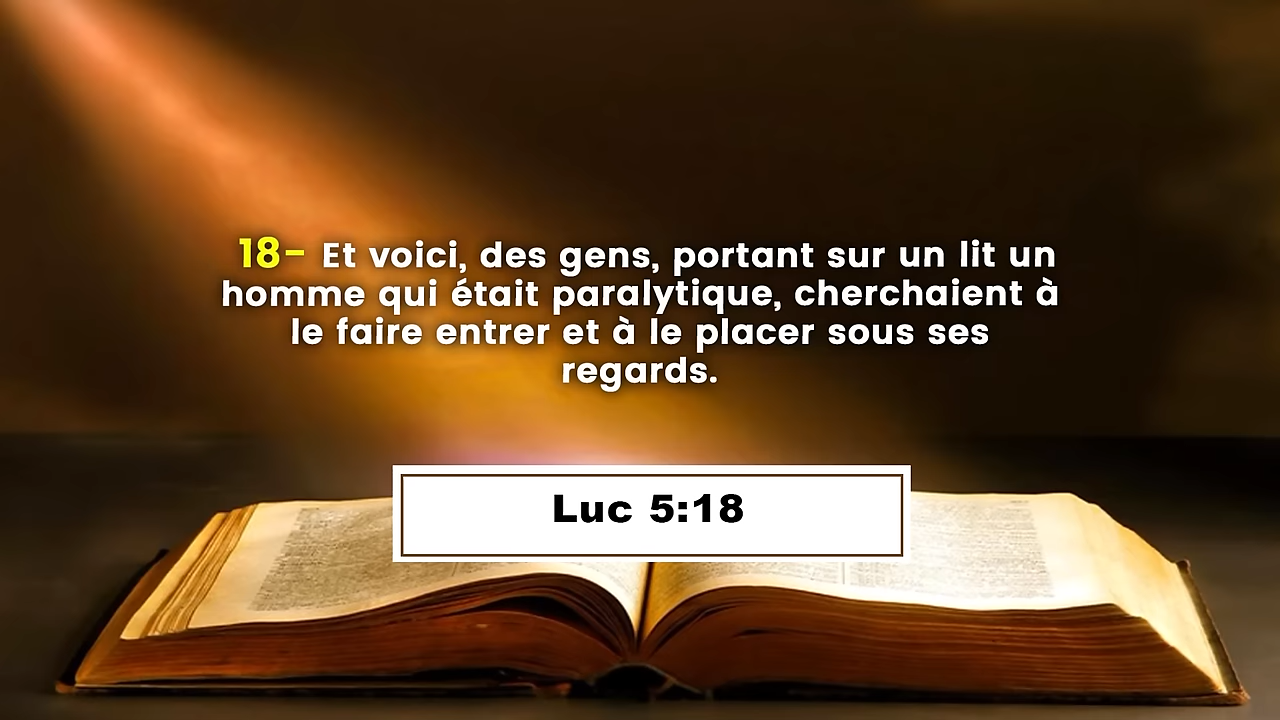 18- Et voici, des gens, portant sur un lit un
homme qui était paralytique, cherchaient à
le faire entrer et à le placer sous ses
regards.
Luc 5:18